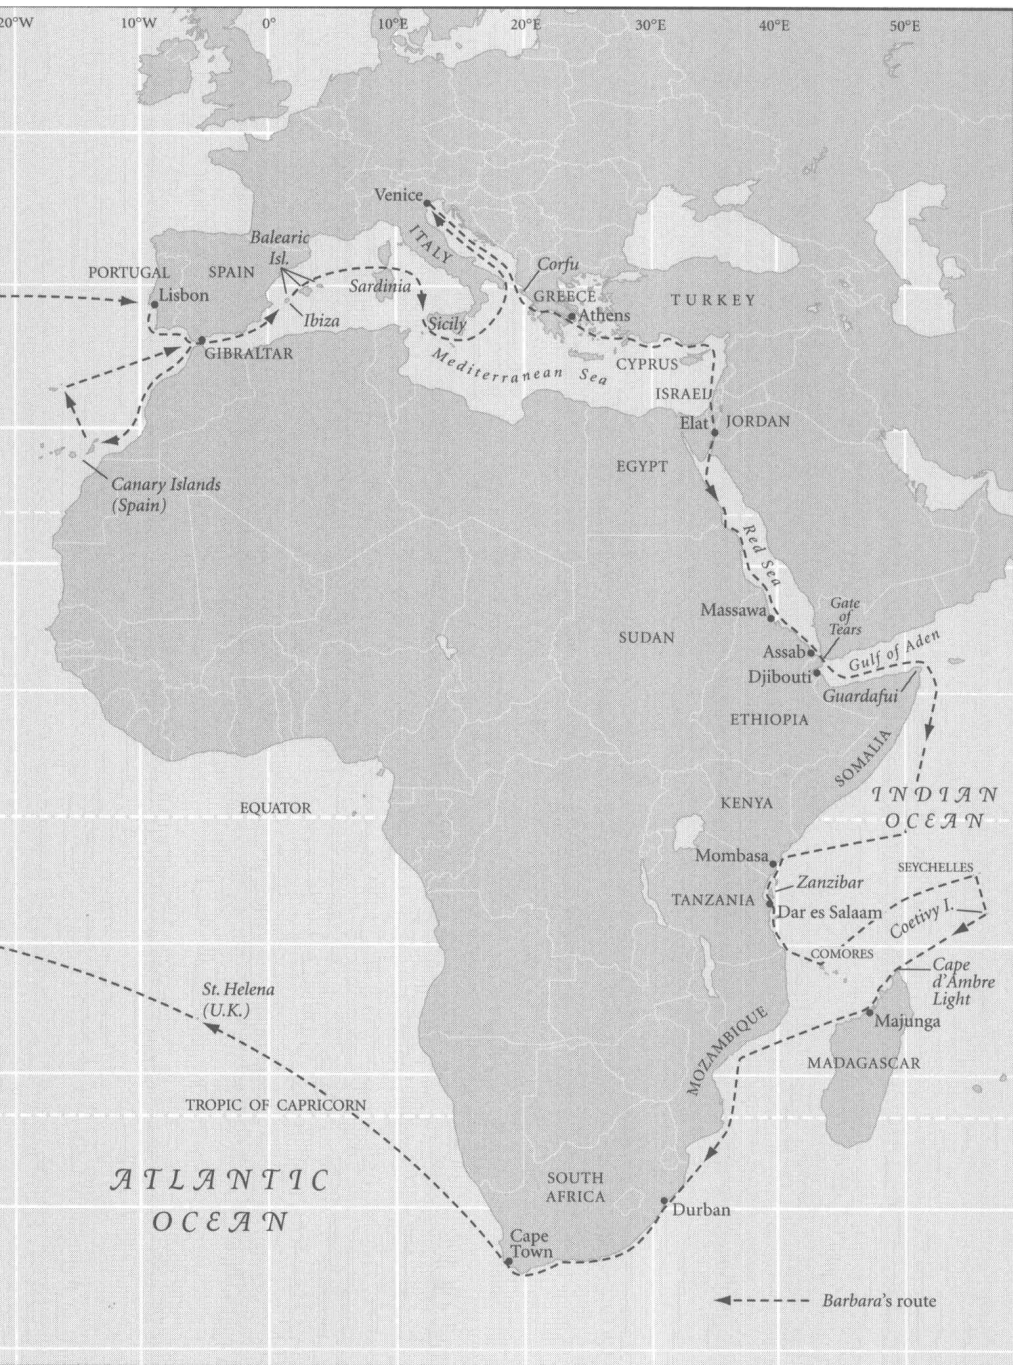 20°W 10°W 0° 10°E 20°E 30°E 40°E 50°E
Venice
ITALY
Balearic
Isl.
PORTUGAL
SPAIN
Lisbon
Sardinia
Corfu
GREECE
TURKEY
Athens
Ibiza
Sicily
GIBRALTAR
Mediterranean Sea
CYPRUS
ISRAEL
Elat
JORDAN
EGYPT
Canary Islands
(Spain)
Red Sea
Massawa
Gate
of
Tears
SUDAN
Assab
Gulf of Aden
Djibouti
Guardafui
ETHIOPIA
SOMALIA
INDIAN
OCEAN
EQUATOR
KENYA
Mombasa
SEYCHELLES
Zanzibar
TANZANIA
Dar es Salaam
Coetivy I.
COMORES
Cape
d'Ambre
Light
St. Helena
(U.K.)
Majunga
MOZAMBIQUE
MADAGASCAR
TROPIC OF CAPRICORN
ATLANTIC
OCEAN
SOUTH
AFRICA
Durban
Cape
Town
Barbara's route